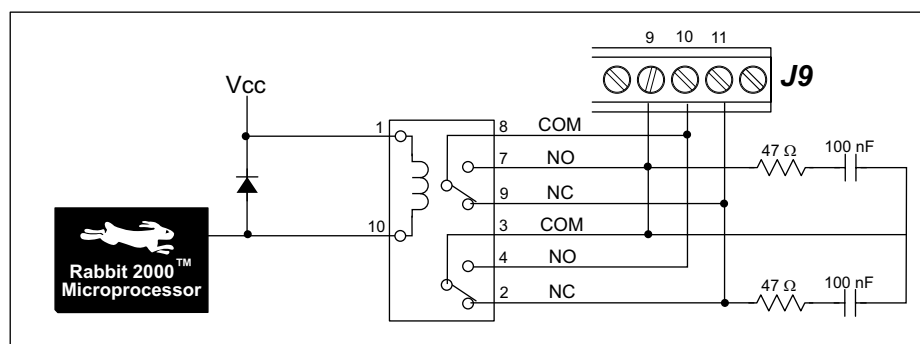 9 10 11
J9
Vcc
1
8 COM
7 NO
47 Ω 100 nF
9 NC
10
3 COM
4 NO
Rabbit 2000™
Microprocessor
2 NC
47 Ω 100 nF